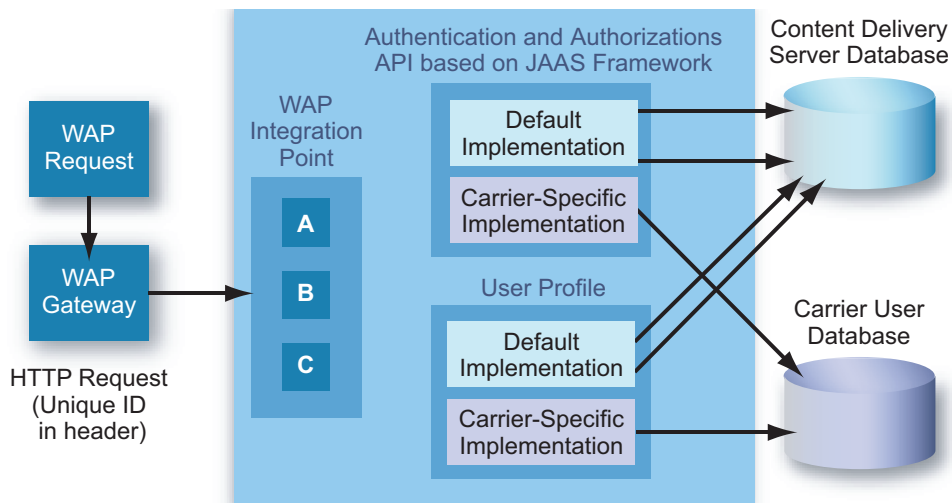 WAP
Request
WAP
Gateway
HTTP Request
(Unique ID
in header)
WAP
Integration
Point
A
B
C
Authentication and Authorizations
API based on JAAS Framework
Default
Implementation
Carrier-Specific
Implementation
User Profile
Default
Implementation
Carrier-Specific
Implementation
Content Delivery
Server Database
Carrier User
Database